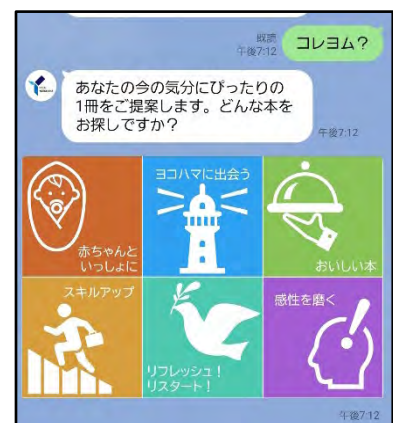 既読
午後7:12
コレヨム?
あなたの今の気分にぴったりの
1冊をご提案します。どんな本を
お探しですか?
午後7:12
赤ちゃんと
いっしょに
ヨコハマに出会う
おいしい本
スキルアップ
リフレッシュ!
リスタート!
感性を磨く
午後7:12